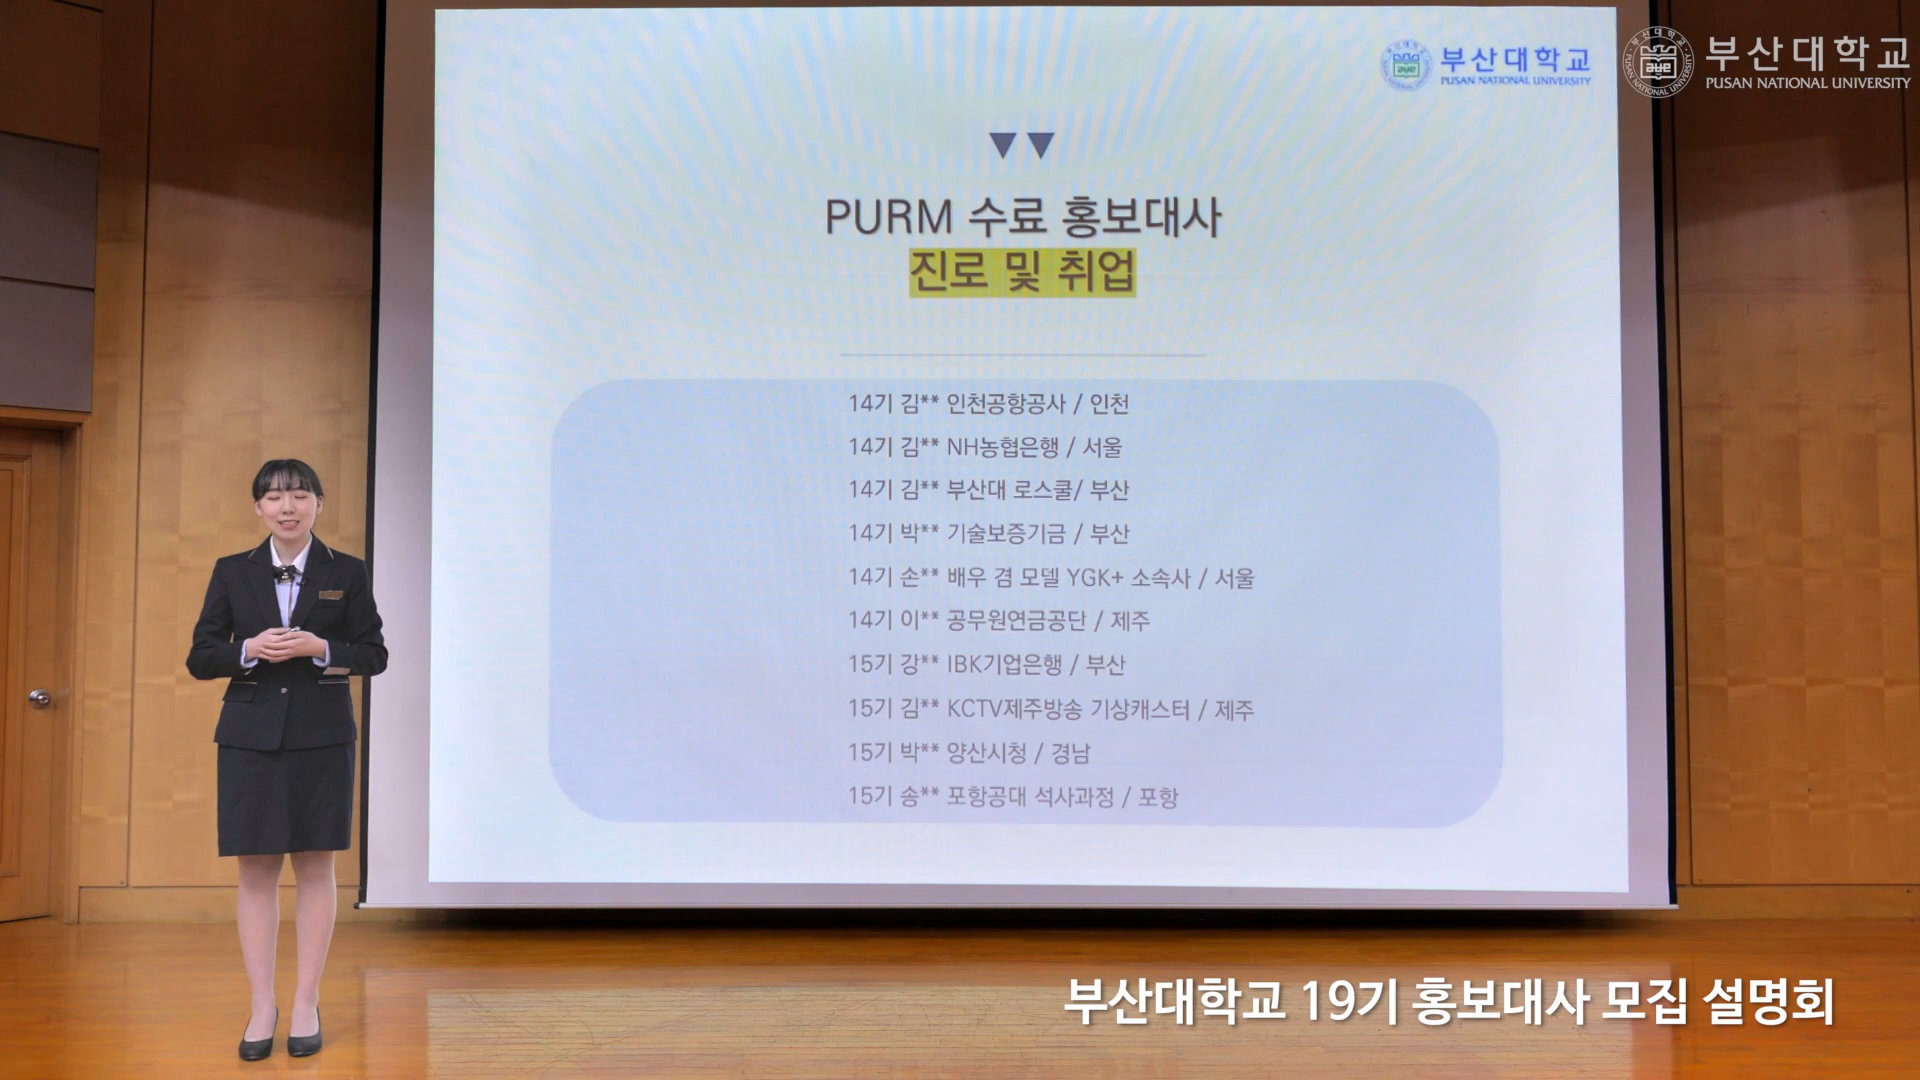 부산대학교
PUSAN NATIONAL UNIVERSITY
부산대학교
PUSAN NATIONAL UNIVERSITY
PURM 수료 홍보대사
진로 및 취업
14기 김** 인천공항공사 / 인천
14기 김** NH농협은행 / 서울
14기 김** 부산대 로스쿨/ 부산
14기 박** 기술보증기금 / 부산
14기 손** 배우 겸 모델 YGK+ 소속사 / 서울
14기 이** 공무원연금공단 / 제주
15기 강** IBK기업은행 / 부산
15기 김** KCTV제주방송 기상캐스터 / 제주
15기 박** 양산시청 / 경남
15기 송** 포항공대 석사과정 / 포항
부산대학교 19기 홍보대사 모집 설명회